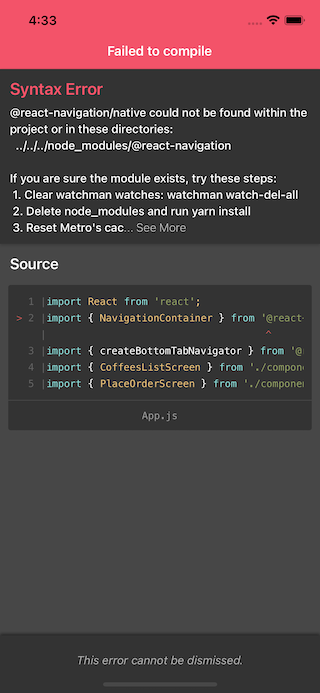 4:33
Failed to compile
Syntax Error
@react-navigation/native could not be found within the
project or in these directories:
../../../node_modules/@react-navigation
If you are sure the module exists, try these steps:
1. Clear watchman watches: watchman watch-del-all
2. Delete node_modules and run yarn install
3. Reset Metro's cac... See More
Source
1 |import React from 'react';
> 2 |import { NavigationContainer } from '@react-
| ^
3 |import { createBottomTabNavigator } from '@r
4 |import { CoffeesListScreen } from './compone
5 |import { PlaceOrderScreen } from './componen
App.js
This error cannot be dismissed.